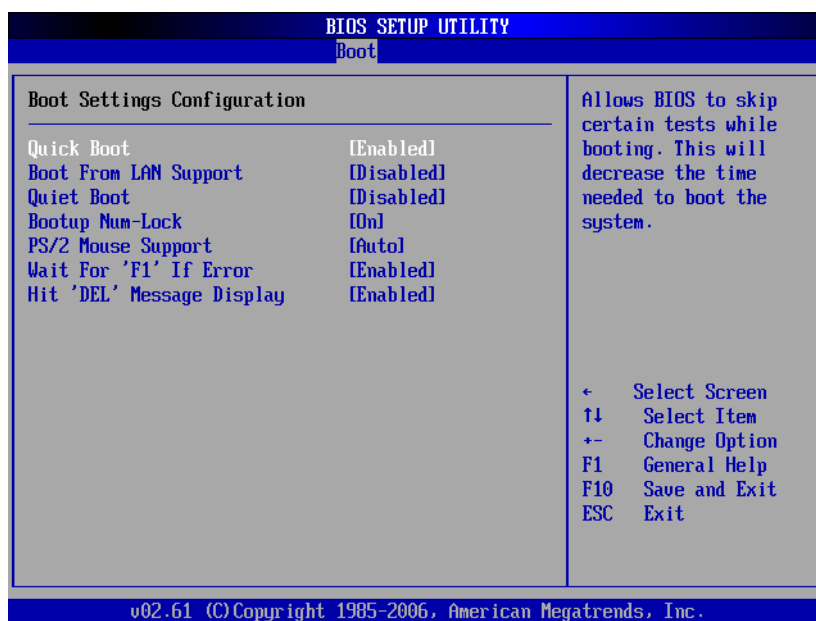 BIOS SETUP UTILITY
Boot
Boot Settings Configuration
Quick Boot [Enabled]
Boot From LAN Support [Disabled]
Quiet Boot [Disabled]
Bootup Num-Lock [On]
PS/2 Mouse Support [Auto]
Wait For 'F1' If Error [Enabled]
Hit 'DEL' Message Display [Enabled]
Allows BIOS to skip
certain tests while
booting. This will
decrease the time
needed to boot the
system.
← Select Screen
↑↓ Select Item
+- Change Option
F1 General Help
F10 Save and Exit
ESC Exit
v02.61 (C)Copyright 1985-2006, American Megatrends, Inc.